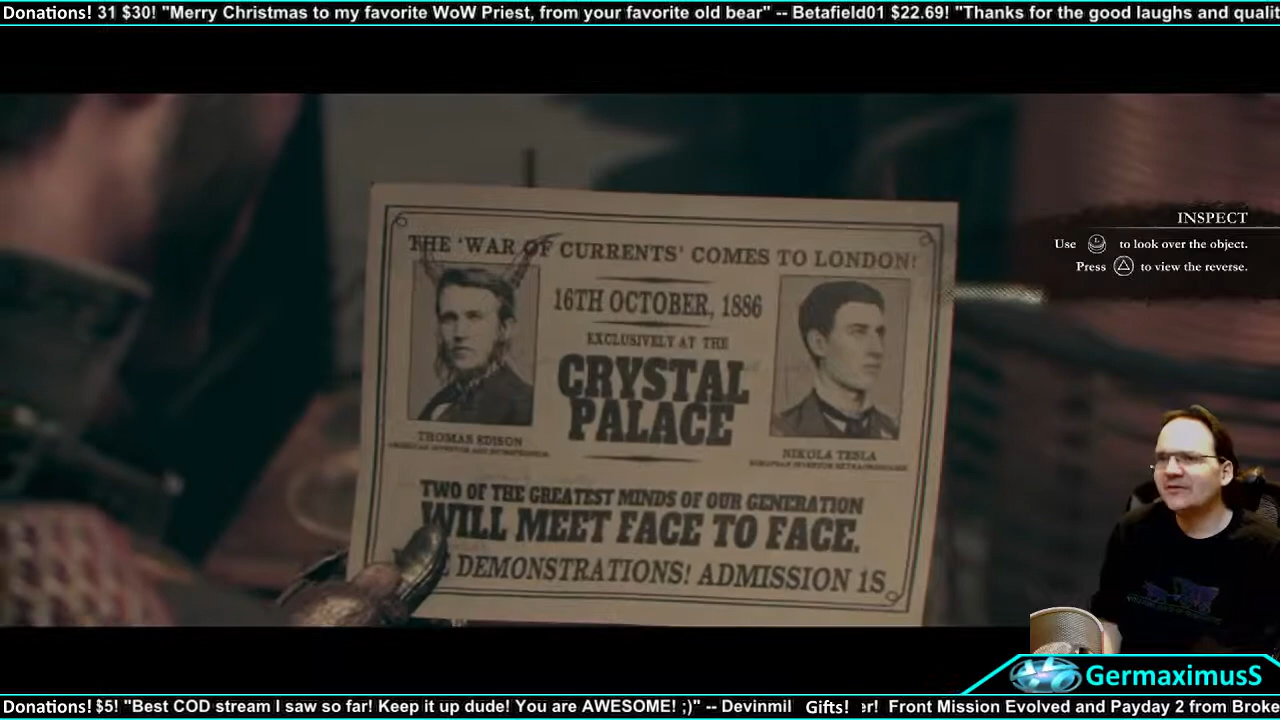 Donations! 31 $30! "Merry Christmas to my favorite WoW Priest, from your favorite old bear" -- Betafield01 $22.69! "Thanks for the good laughs and qualit
THE 'WAR OF CURRENTS' COMES TO LONDON!
16TH OCTOBER, 1886
EXCLUSIVELY AT THE
CRYSTAL
PALACE
THOMAS EDISON
NIKOLA TESLA
EUROPEAN INVENTOR EXTRAORDINAIRE
TWO OF THE GREATEST MINDS OF OUR GENERATION
WILL MEET FACE TO FACE.
DEMONSTRATIONS! ADMISSION 1S.
INSPECT
Use to look over the object.
Press to view the reverse.
GermaximusS
Donations! $5! "Best COD stream I saw so far! Keep it up dude! You are AWESOME! ;)" -- Devinmil Gifts! er! Front Mission Evolved and Payday 2 from Broke